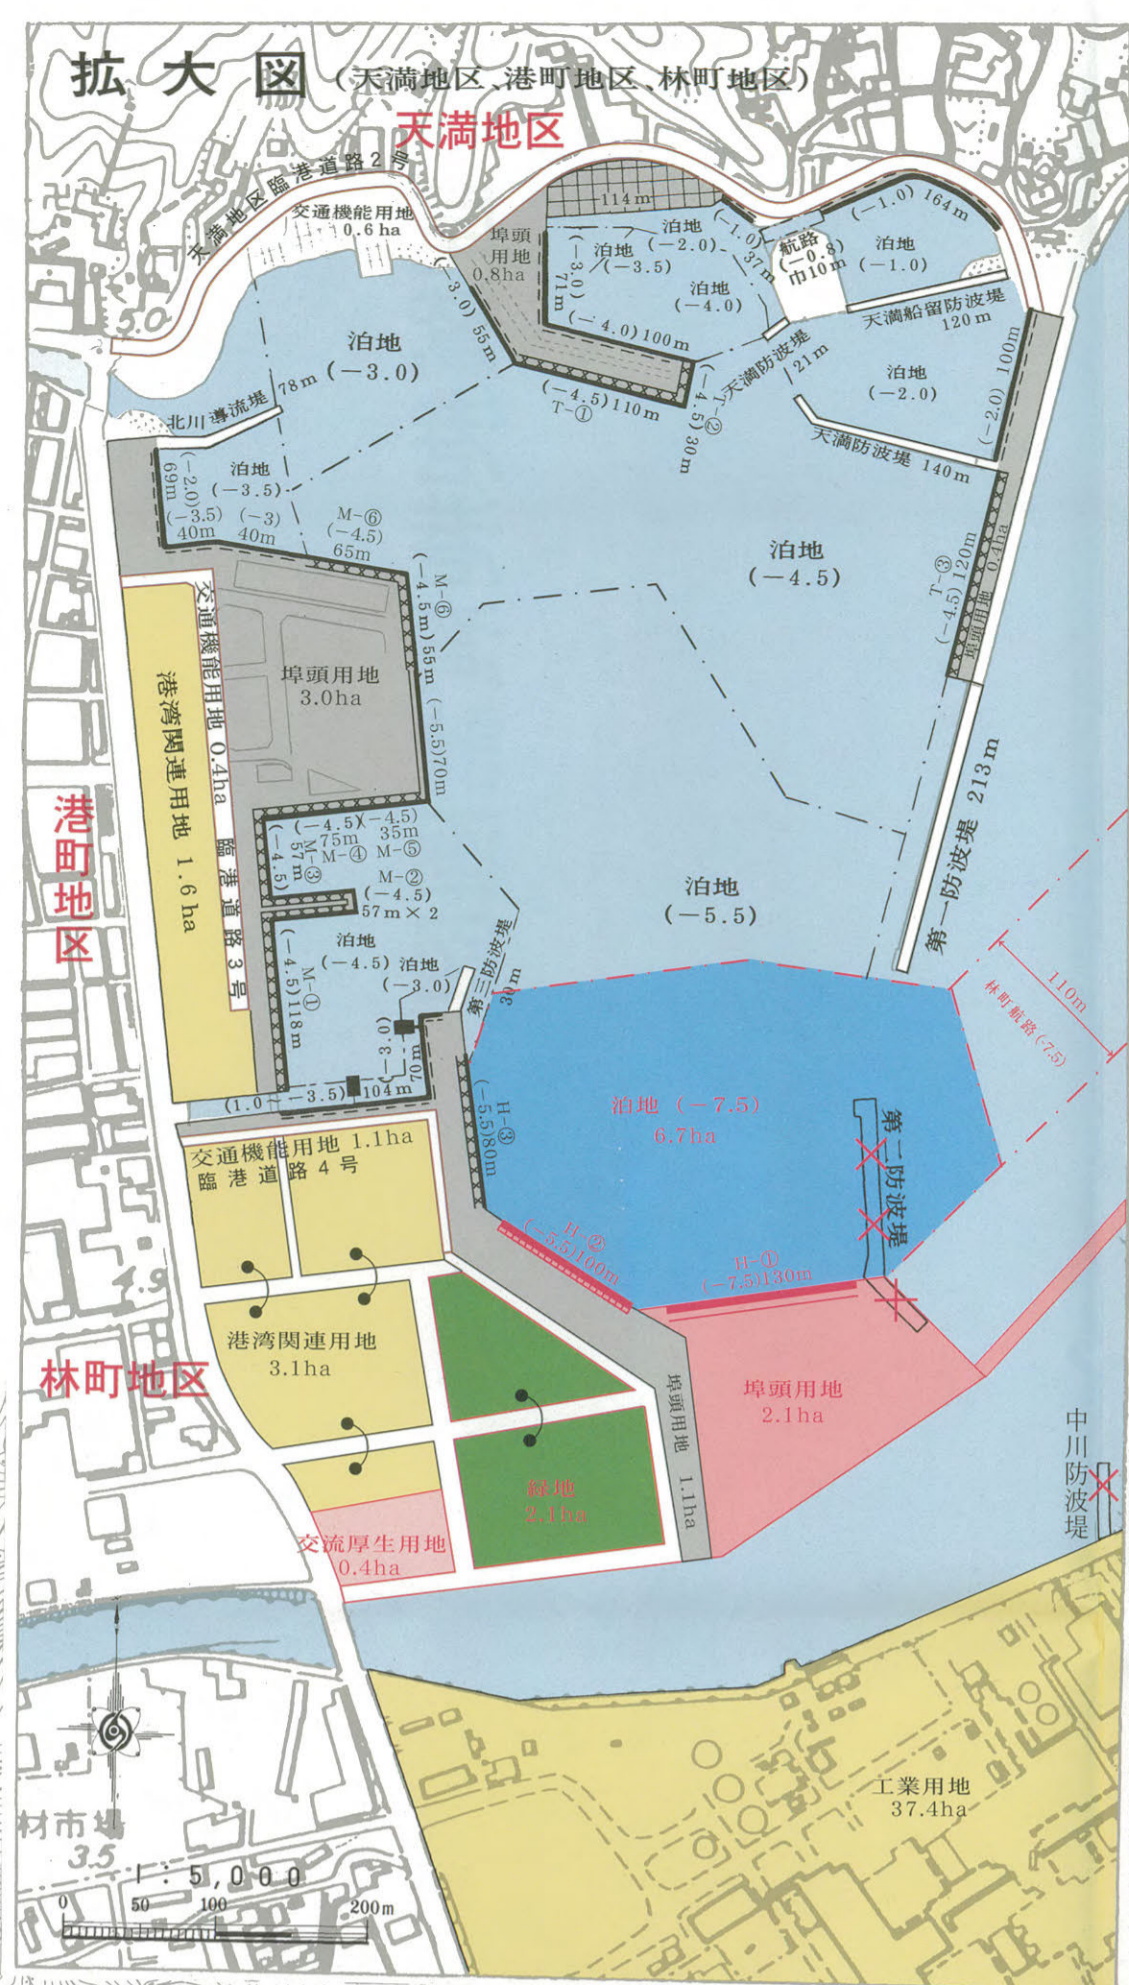 拡大図 (天満地区、港町地区、林町地区)
天満地区
天満地区臨港道路2号
交通機能用地
0.6ha
埠頭
用地
0.8ha
114m
泊地
(−2.0)
泊地
(−3.5)
(−3.0)
71m
泊地
(−4.0)
(−1.0)
37m
航路
(−0.8)
巾10m
(−1.0) 164m
泊地
(−1.0)
天満船留防波堤
120m
5.0
泊地
(−3.0)
(−3.0) 55m
(−4.0)100m
(−4.5)110m
T-①
(−4.5)30m
T-②
天満防波堤
21m
泊地
(−2.0)
(−2.0) 100m
天満防波堤 140m
北川導流堤 78m
泊地
(−3.5)
(−2.0)
69m
(−3.5)
40m
(−3)
40m
M-⑥
(−4.5)
65m
M-⑥
(−4.5m)55m
泊地
(−4.5)
T-③
(−4.5)120m
埠頭用地 0.4ha
交通機能用地 0.4ha
臨港道路3号
港湾関連用地 1.6ha
埠頭用地
3.0ha
(−5.5)70m
第一防波堤 213m
港町地区
(−4.5)
75m
M-④
(−4.5)
35m
M-⑤
(−4.5)
57m
M-③
M-②
(−4.5)
57m×2
泊地
(−5.5)
泊地
(−4.5)
泊地
(−3.0)
第三防波堤
30m
M-①
(−4.5)118m
(−3.0)
70m
(1.0~−3.5)
104m
110m
林町航路(-7.5)
泊地 (−7.5)
6.7ha
H-③
(−5.5)80m
第二防波堤
交通機能用地 1.1ha
臨港道路4号
H-②
(−5.5)100m
H-①
(−7.5)130m
4.9
港湾関連用地
3.1ha
林町地区
埠頭用地 1.1ha
埠頭用地
2.1ha
緑地
2.1ha
交流厚生用地
0.4ha
中川防波堤
工業用地
37.4ha
材市場
3.5
1:5,000
0 50 100 200m